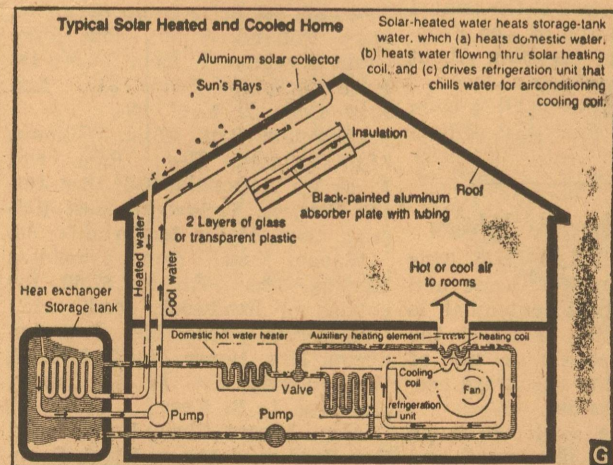 Typical Solar Heated and Cooled Home
Solar-heated water heats storage-tank
water, which (a) heats domestic water,
(b) heats water flowing thru solar heating
coil, and (c) drives refrigeration unit that
chills water for airconditioning
cooling coil.
Aluminum solar collector
Sun's Rays
Insulation
Roof
Black-painted aluminum
absorber plate with tubing
2 Layers of glass
or transparent plastic
Heated water
Cool water
Hot or cool air
to rooms
Heat exchanger
Storage tank
Domestic hot water heater
Auxiliary heating element
heating coil
Valve
Cooling
coil
Fan
refrigeration
unit
Pump
Pump
G